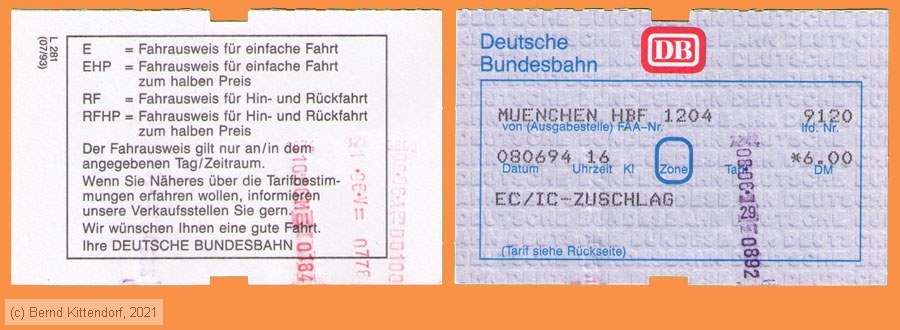 L 281
(07/93)
E = Fahrausweis für einfache Fahrt
EHP = Fahrausweis für einfache Fahrt
zum halben Preis
RF = Fahrausweis für Hin- und Rückfahrt
RFHP = Fahrausweis für Hin- und Rückfahrt
zum halben Preis
Der Fahrausweis gilt nur an/in dem
angegebenen Tag/Zeitraum.
Wenn Sie Näheres über die Tarifbestim-
mungen erfahren wollen, informieren
unsere Verkaufsstellen Sie gern.
Wir wünschen Ihnen eine gute Fahrt.
Ihre DEUTSCHE BUNDESBAHN
Deutsche
Bundesbahn
DB
MUENCHEN HBF 1204 9120
von (Ausgabestelle) FAA-Nr. lfd. Nr.
080694 16 *6.00
Datum Uhrzeit Kl Zone Tarif DM
EC/IC-ZUSCHLAG
(Tarif siehe Rückseite)
(c) Bernd Kittendorf, 2021